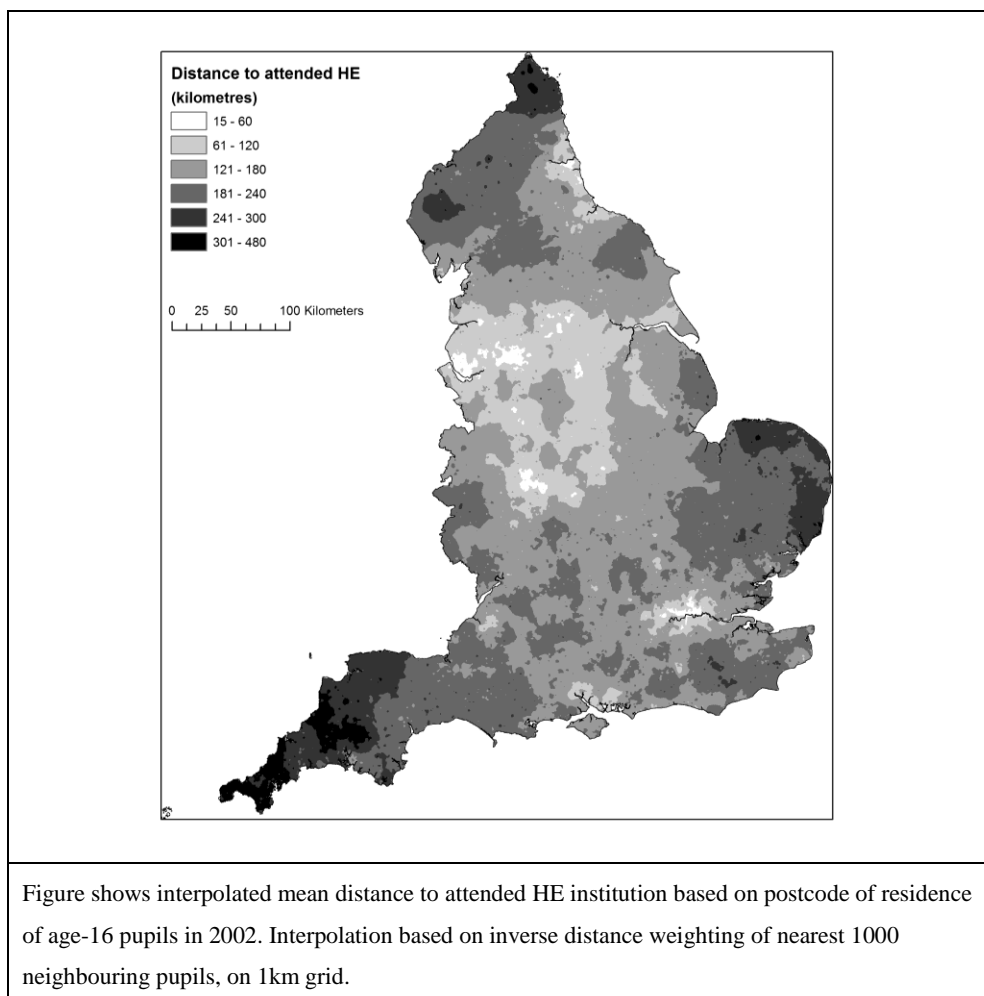 Distance to attended HE
(kilometres)
15 - 60
61 - 120
121 - 180
181 - 240
241 - 300
301 - 480
0 25 50 100 Kilometers
Figure shows interpolated mean distance to attended HE institution based on postcode of residence
of age-16 pupils in 2002. Interpolation based on inverse distance weighting of nearest 1000
neighbouring pupils, on 1km grid.